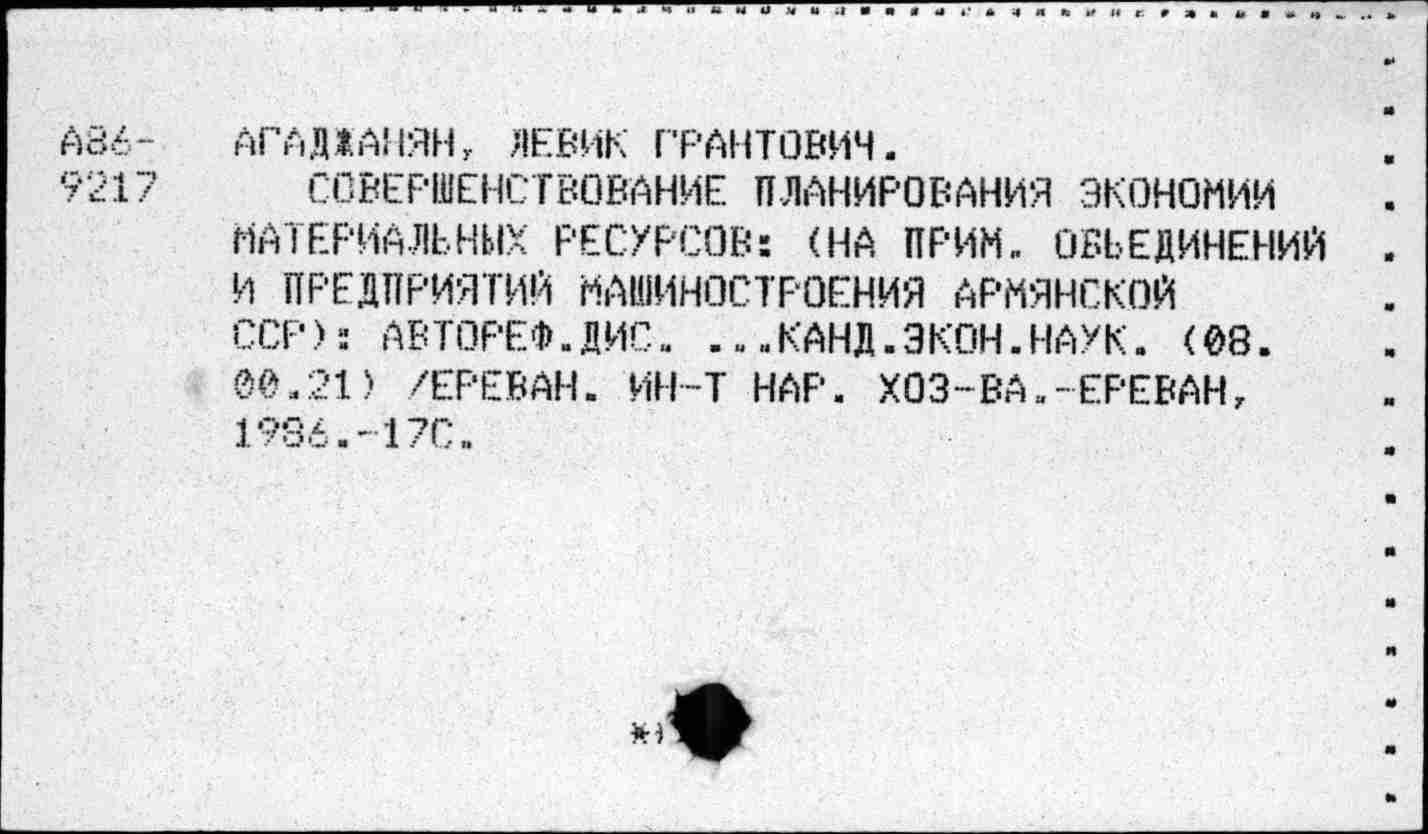 А86- АГАДЖАНЯН, ЛЕВИК ГРАНТОВИЧ.
9217 СОВЕРШЕНСТВОВАНИЕ ПЛАНИРОВАНИЯ ЭКОНОМИИ
МАТЕРИАЛЬНЫХ РЕСУРСОВ: (НА ПРИМ. ОБЬЕДИНЕНИЙ
И ПРЕДПРИЯТИЙ МАШИНОСТРОЕНИЯ АРМЯНСКОЙ
ССР): АВТОРЕФ.ДИС. ...КАНД.ЭКОН.НАУК. (08.
00.21) /ЕРЕВАН. ИН-Т НАР. ХОЗ-ВА.-ЕРЕВАН,
1986.-17С.
*)